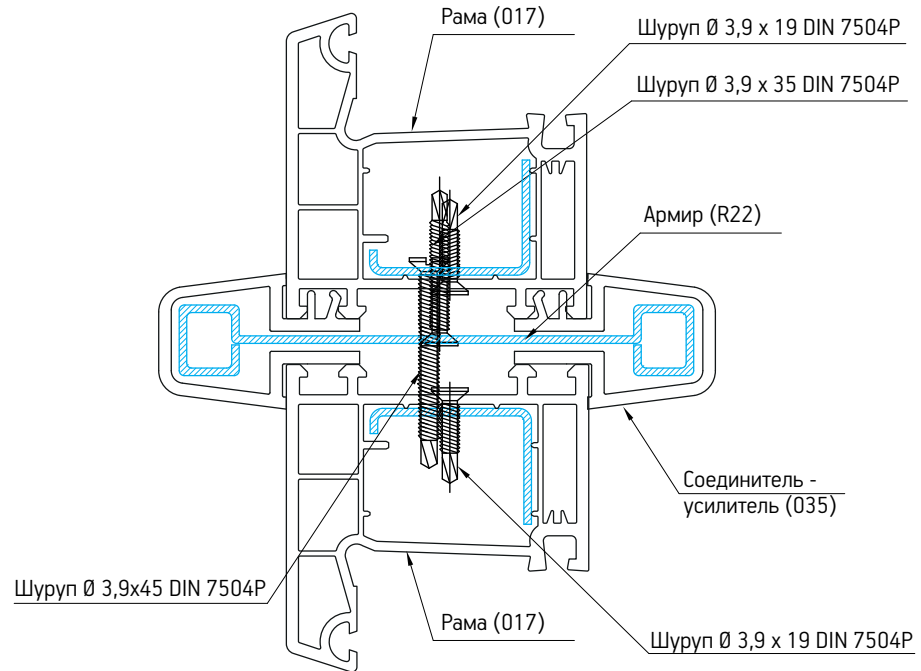 Рама (017)
Шуруп Ø 3,9 x 19 DIN 7504P
Шуруп Ø 3,9 x 35 DIN 7504P
Армир (R22)
Соединитель -
усилитель (035)
Шуруп Ø 3,9x45 DIN 7504P
Рама (017)
Шуруп Ø 3,9 x 19 DIN 7504P